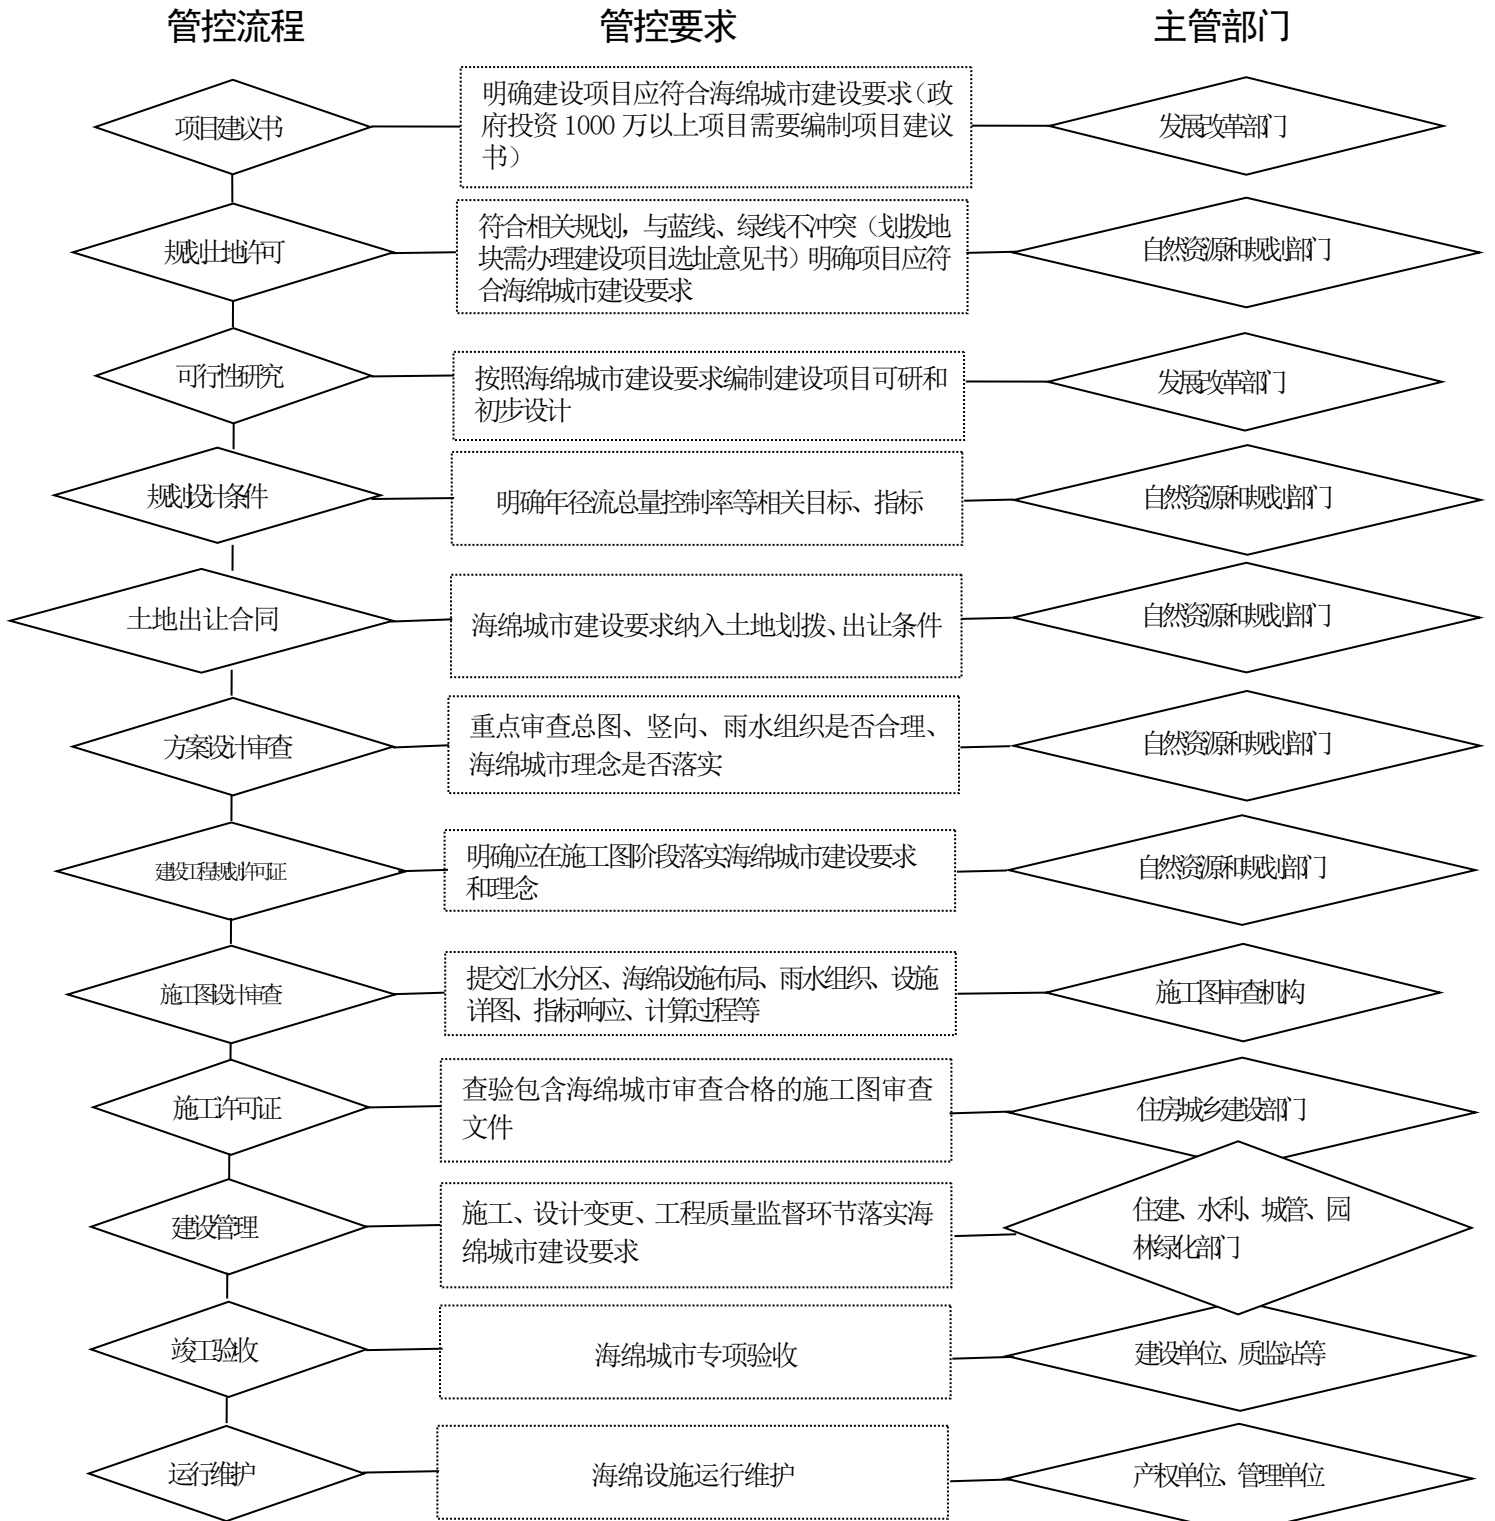 管控流程
管控要求
主管部门
项目建议书
明确建设项目应符合海绵城市建设要求（政
府投资 1000 万以上项目需要编制项目建议
书）
发展改革部门
规划土地许可
符合相关规划，与蓝线、绿线不冲突（划拨地
块需办理建设项目选址意见书）明确项目应符
合海绵城市建设要求
自然资源和规划部门
可行性研究
按照海绵城市建设要求编制建设项目可研和
初步设计
发展改革部门
规划设计条件
明确年径流总量控制率等相关目标、指标
自然资源和规划部门
土地出让合同
海绵城市建设要求纳入土地划拨、出让条件
自然资源和规划部门
方案设计审查
重点审查总图、竖向、雨水组织是否合理、
海绵城市理念是否落实
自然资源和规划部门
建设工程规划许可证
明确应在施工图阶段落实海绵城市建设要求
和理念
自然资源和规划部门
施工图设计审查
提交汇水分区、海绵设施布局、雨水组织、设施
详图、指标响应、计算过程等
施工图审查机构
施工许可证
查验包含海绵城市审查合格的施工图审查
文件
住房城乡建设部门
建设管理
施工、设计变更、工程质量监督环节落实海
绵城市建设要求
住建、水利、城管、园
林绿化部门
竣工验收
海绵城市专项验收
建设单位、质监站等
运行维护
海绵设施运行维护
产权单位、管理单位